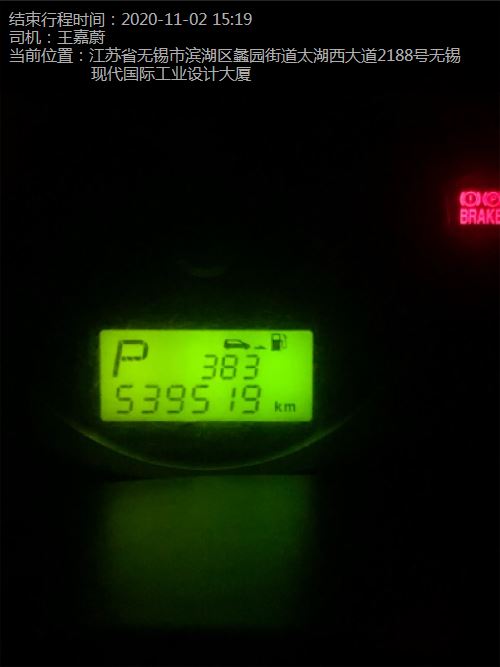 结束行程时间：2020-11-02 15:19
司机：王嘉蔚
当前位置：江苏省无锡市滨湖区蠡园街道太湖西大道2188号无锡
现代国际工业设计大厦
BRAKE
P
383
539519 km